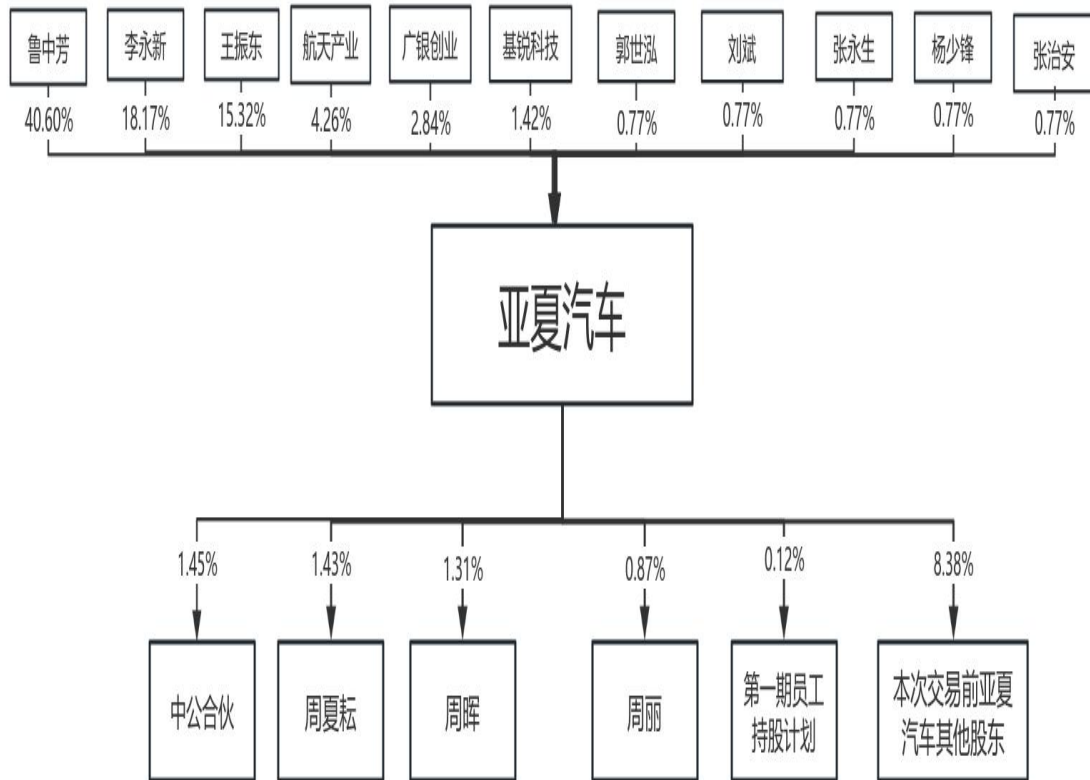 鲁中芳
李永新
王振东
航天产业
广银创业
基锐科技
郭世泓
刘斌
张永生
杨少锋
张治安
40.60%
18.17%
15.32%
4.26%
2.84%
1.42%
0.77%
0.77%
0.77%
0.77%
0.77%
亚夏汽车
1.45%
1.43%
1.31%
0.87%
0.12%
8.38%
中公合伙
周夏耘
周晖
周丽
第一期员工
持股计划
本次交易前亚夏
汽车其他股东